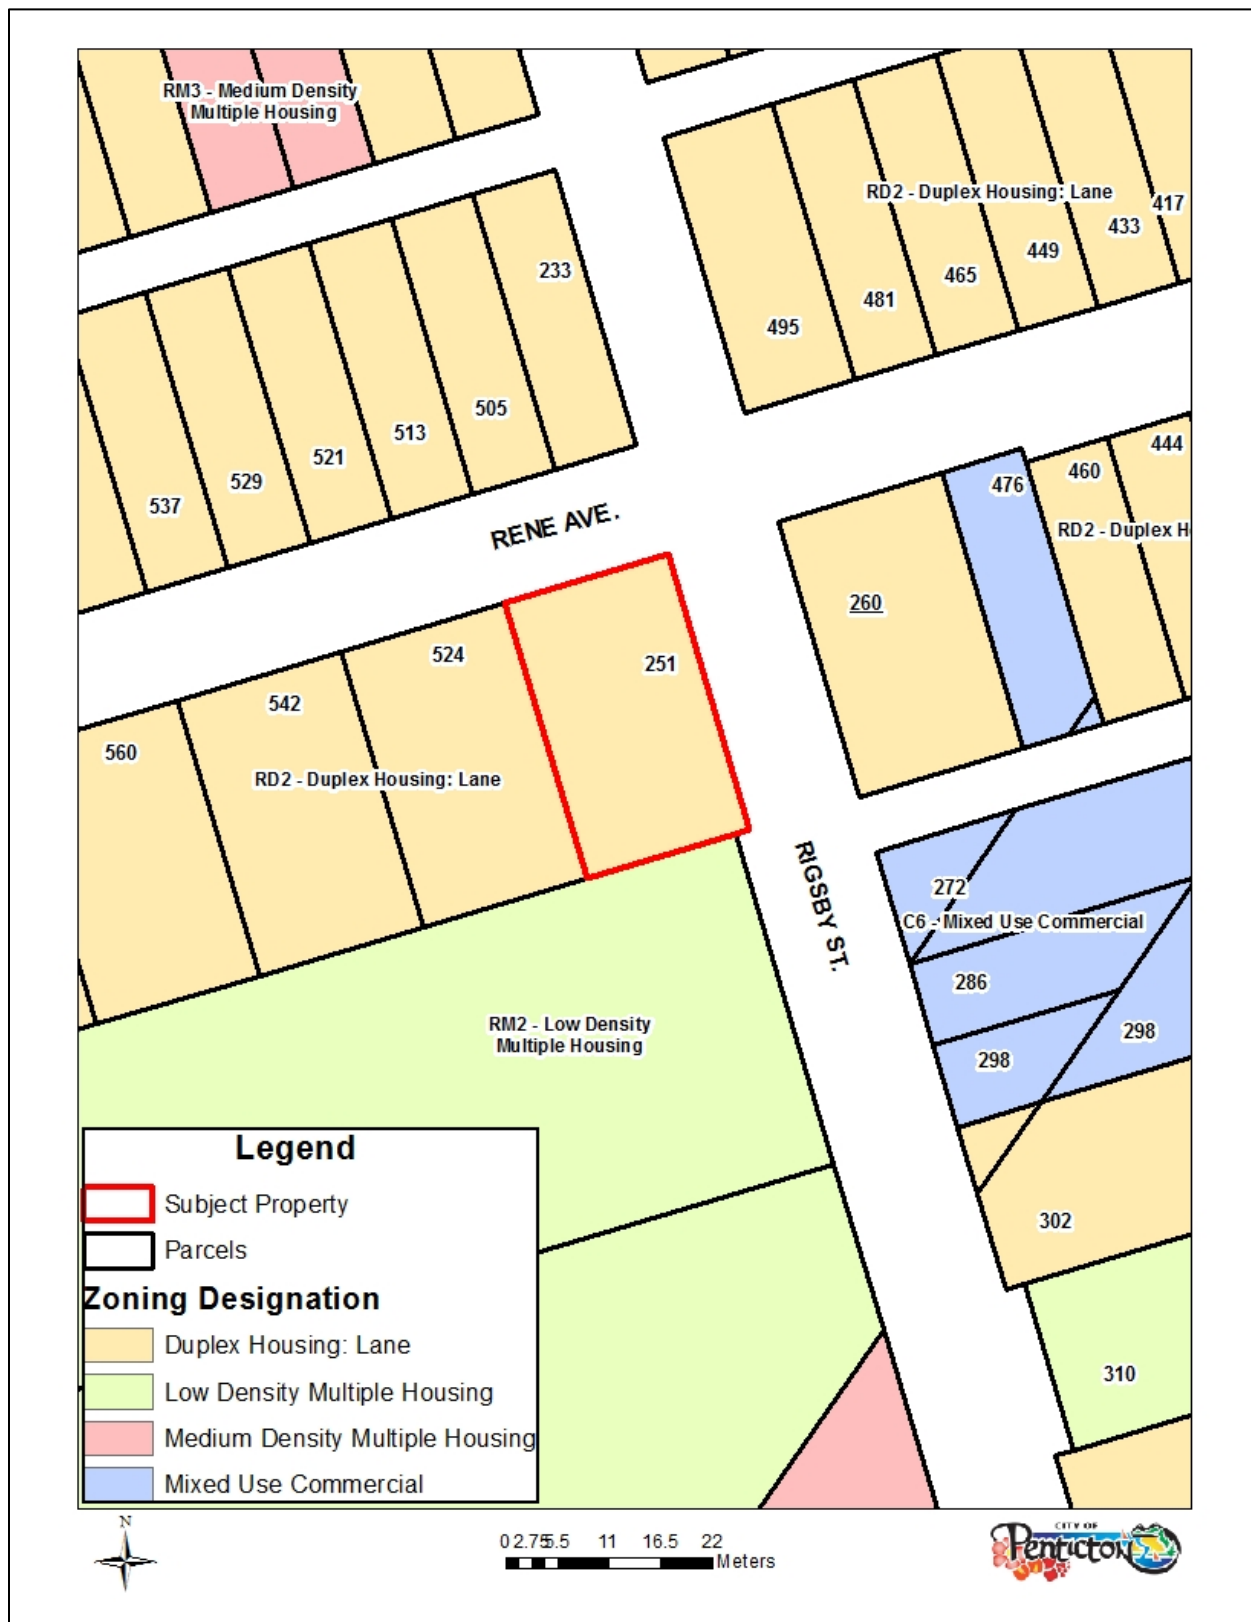 RM3 - Medium Density
Multiple Housing
RD2 - Duplex Housing: Lane
417
433
449
465
481
495
233
505
513
521
529
537
RENE AVE.
444
460
476
RD2 - Duplex H
260
251
524
542
560
RD2 - Duplex Housing: Lane
RIGSBY ST.
272
C6 - Mixed Use Commercial
286
298
298
RM2 - Low Density
Multiple Housing
302
310
Legend
Subject Property
Parcels
Zoning Designation
Duplex Housing: Lane
Low Density Multiple Housing
Medium Density Multiple Housing
Mixed Use Commercial
N
0 2.75 5.5 11 16.5 22
Meters
CITY OF
Penticton